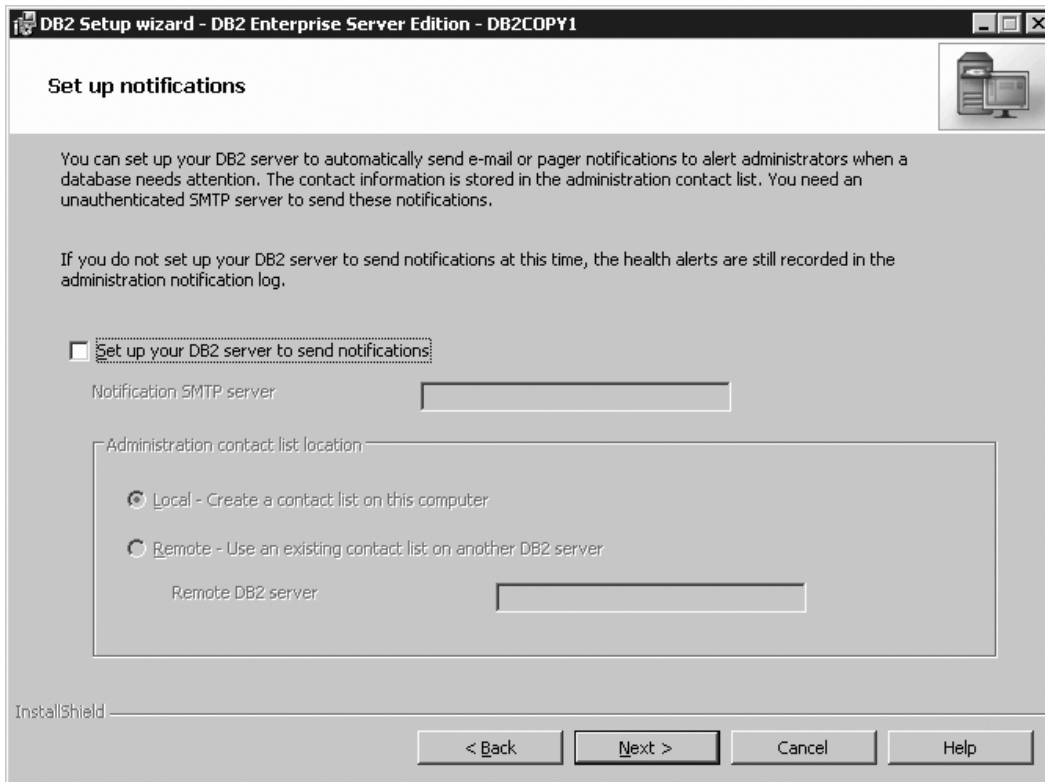 DB2 Setup wizard - DB2 Enterprise Server Edition - DB2COPY1
Set up notifications
You can set up your DB2 server to automatically send e-mail or pager notifications to alert administrators when a
database needs attention. The contact information is stored in the administration contact list. You need an
unauthenticated SMTP server to send these notifications.
If you do not set up your DB2 server to send notifications at this time, the health alerts are still recorded in the
administration notification log.
Set up your DB2 server to send notifications
Notification SMTP server
Administration contact list location
Local - Create a contact list on this computer
Remote - Use an existing contact list on another DB2 server
Remote DB2 server
InstallShield
< Back Next > Cancel Help